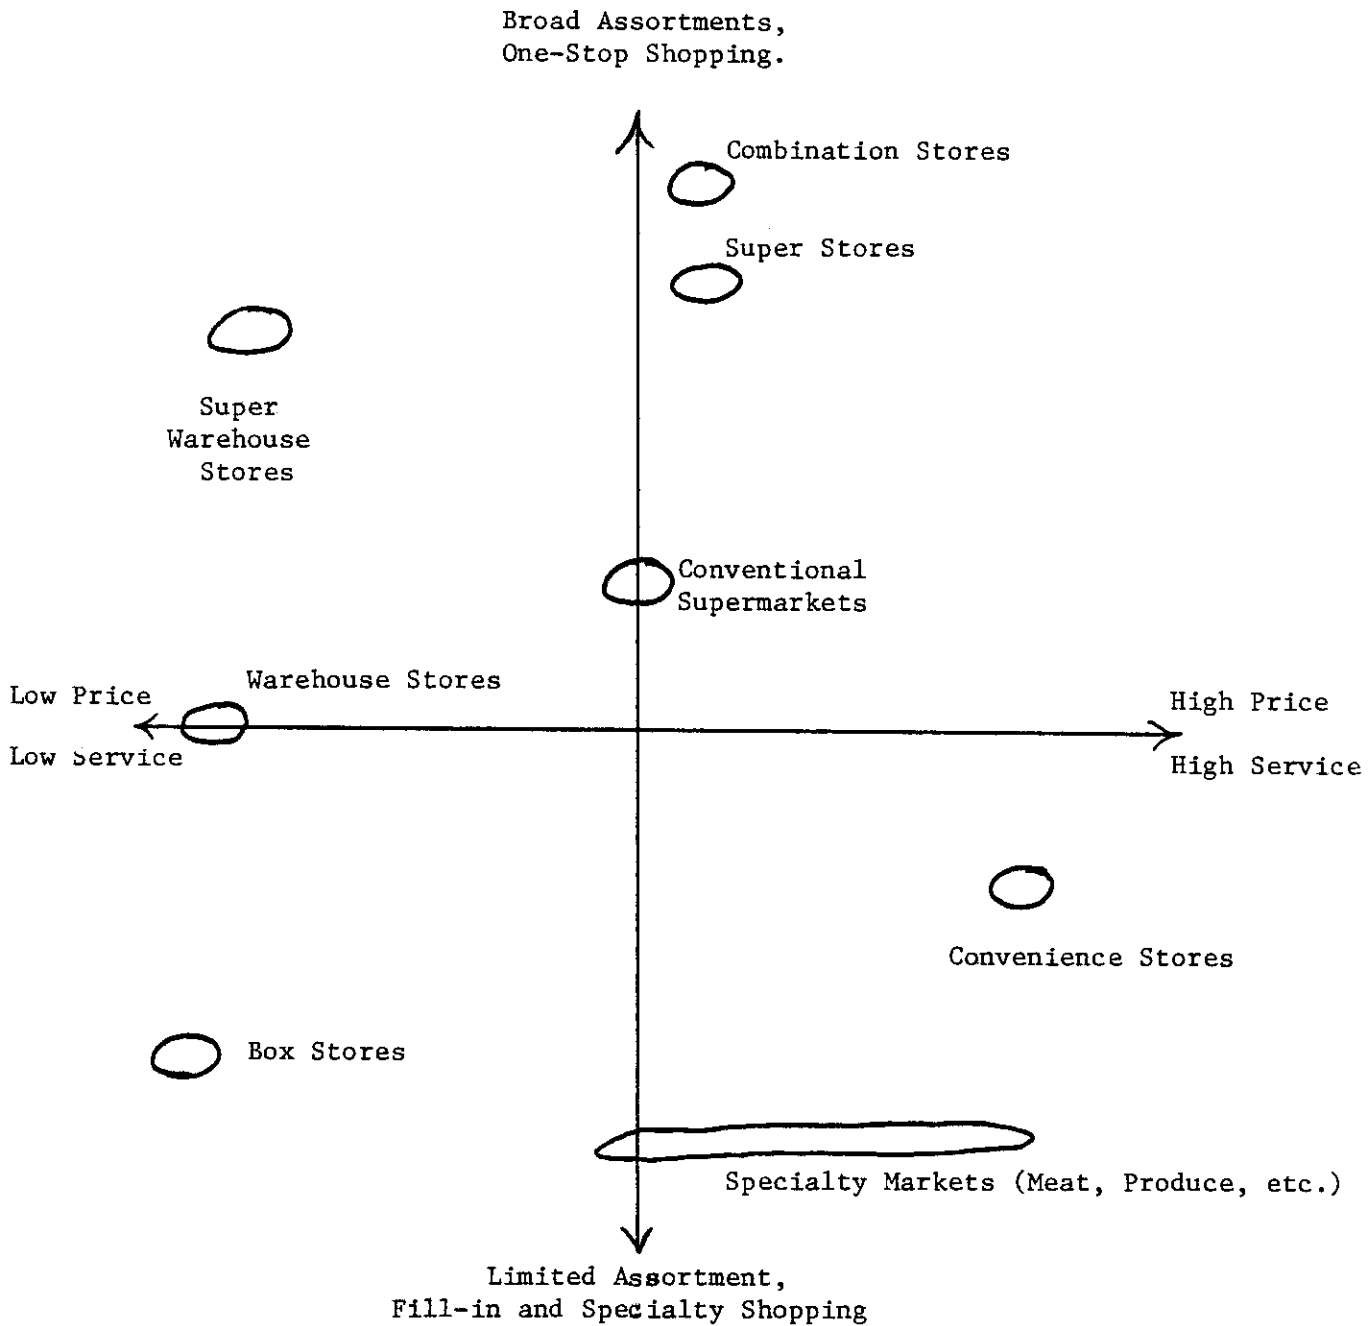 Broad Assortments,
One-Stop Shopping.
Combination Stores
Super Stores
Super
Warehouse
Stores
Conventional
Supermarkets
Warehouse Stores
Low Price
High Price
Low Service
High Service
Convenience Stores
Box Stores
Specialty Markets (Meat, Produce, etc.)
Limited Assortment,
Fill-in and Specialty Shopping